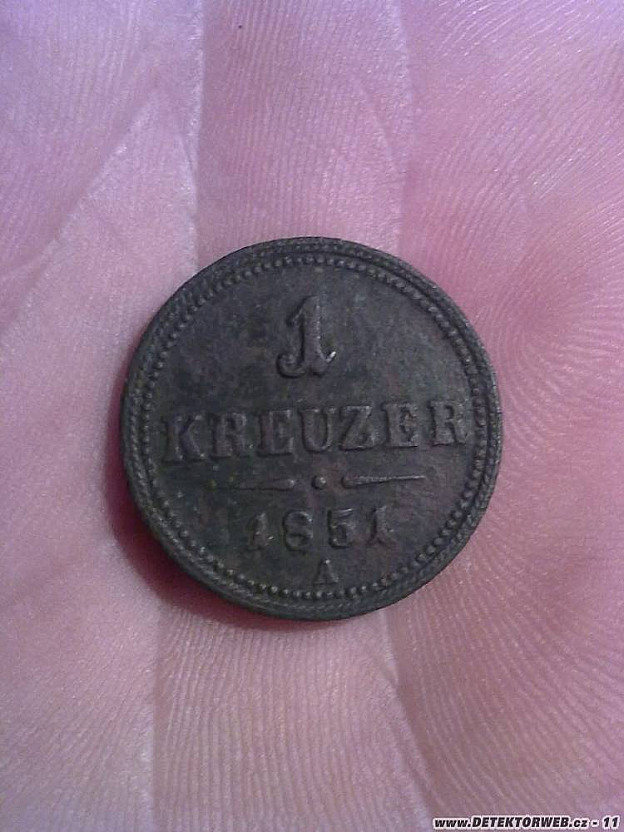 1
KREUZER
1851
A
www.DETEKTORWEB.cz - 11